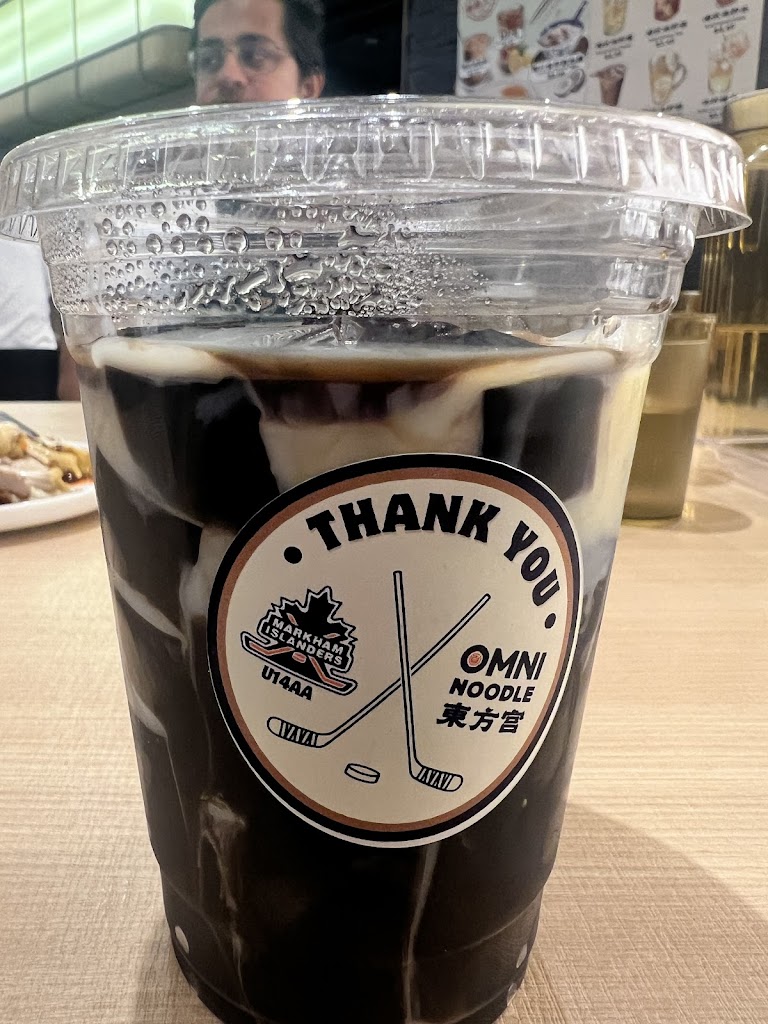 • THANK YOU •
MARKHAM
ISLANDERS
U14AA
OMNI
NOODLE
東方宮